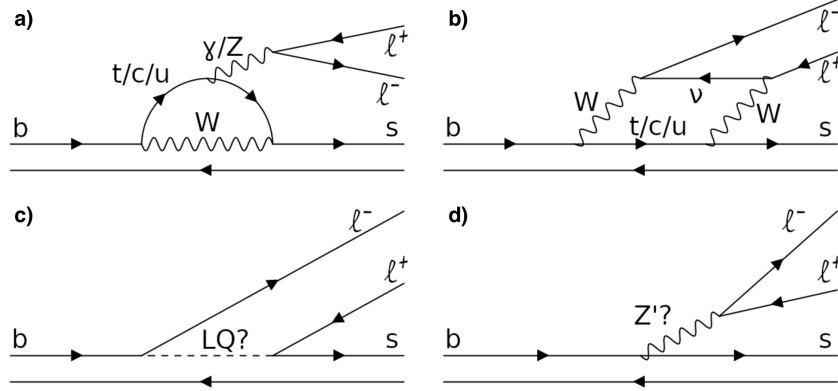 a)
γ/Z
ℓ+
ℓ-
t/c/u
W
b
s
b)
ℓ-
ℓ+
W
ν
W
t/c/u
b
s
c)
ℓ-
ℓ+
LQ?
b
s
d)
ℓ-
ℓ+
Z'?
b
s